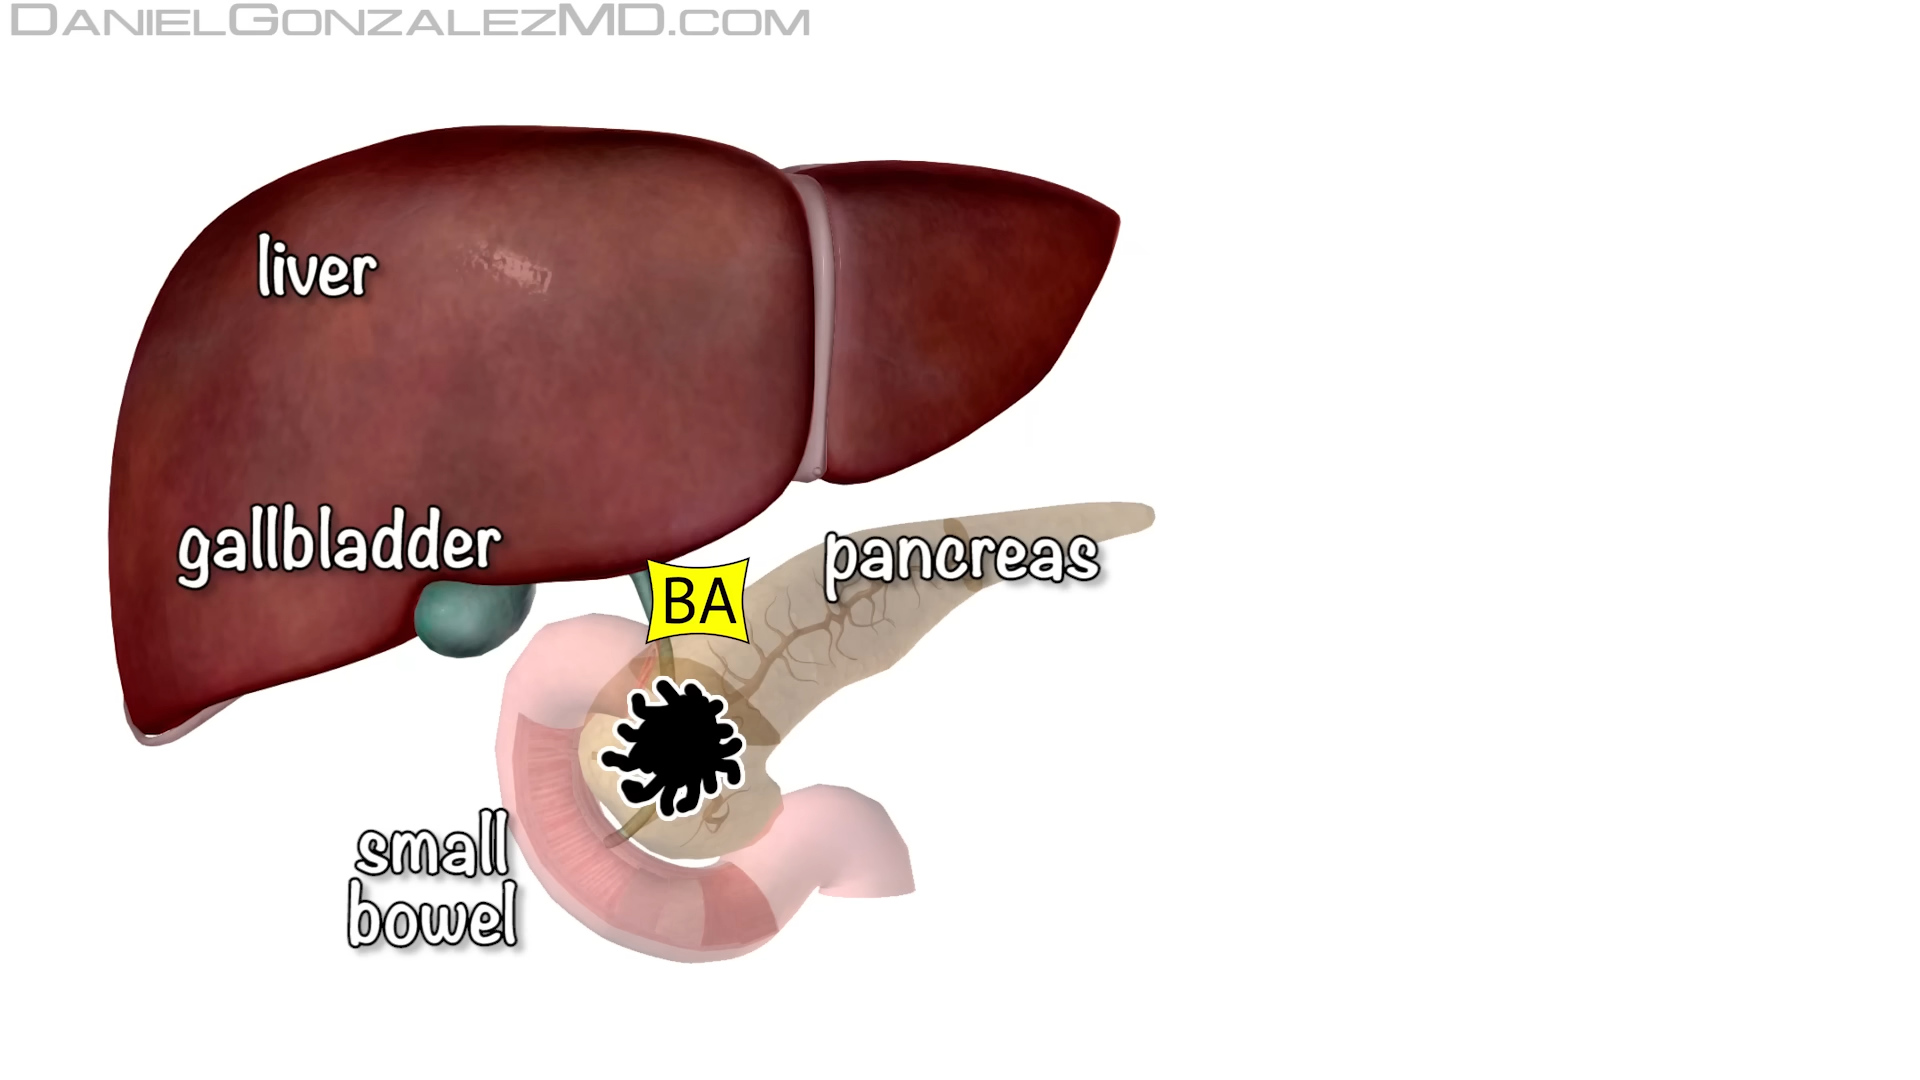 DanielGonzalezMD.com
liver
gallbladder
pancreas
BA
small
bowel